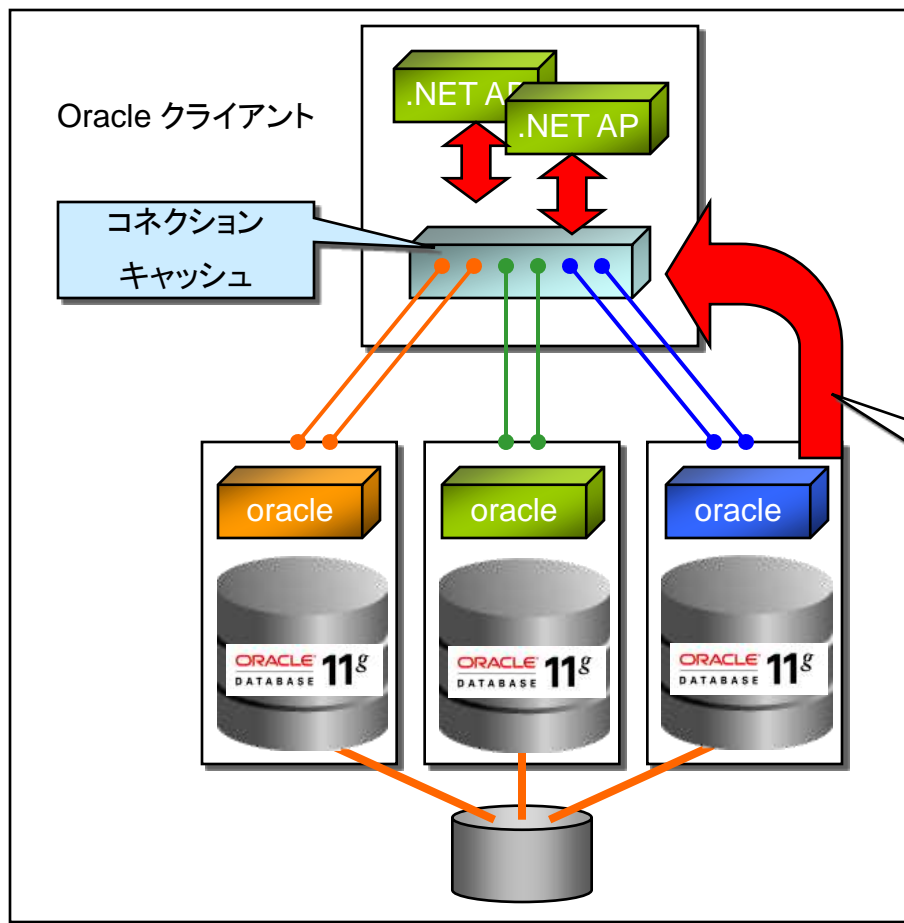 .NET AP
.NET AP
Oracle クライアント
コネクション
キャッシュ
oracle
oracle
oracle
ORACLE
DATABASE 11g
ORACLE
DATABASE 11g
ORACLE
DATABASE 11g